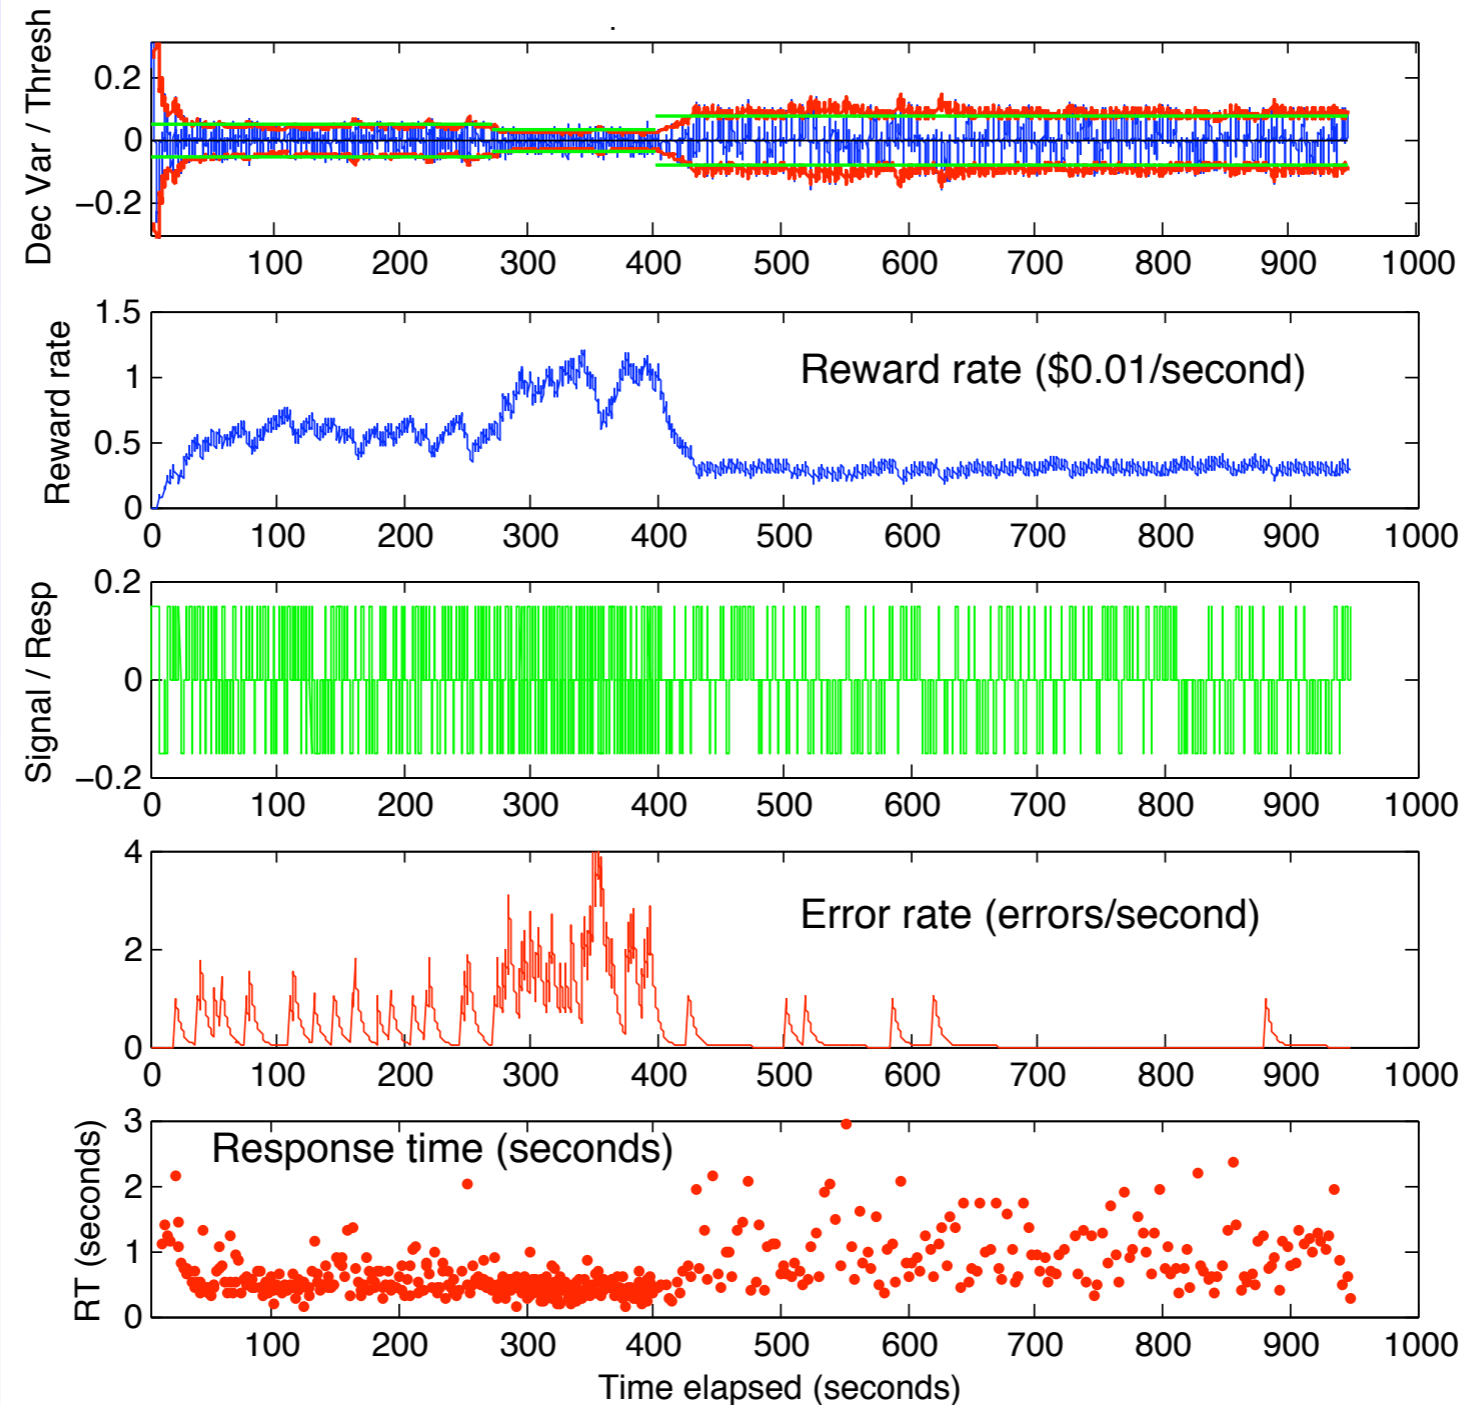 Dec Var / Thresh
0.2
0
−0.2
100 200 300 400 500 600 700 800 900 1000
Reward rate
Reward rate ($0.01/second)
1.5
1
0.5
0
0 100 200 300 400 500 600 700 800 900 1000
Signal / Resp
0.2
0
−0.2
0 100 200 300 400 500 600 700 800 900 1000
Error rate (errors/second)
4
2
0
0 100 200 300 400 500 600 700 800 900 1000
RT (seconds)
Response time (seconds)
3
2
1
0
100 200 300 400 500 600 700 800 900 1000
Time elapsed (seconds)